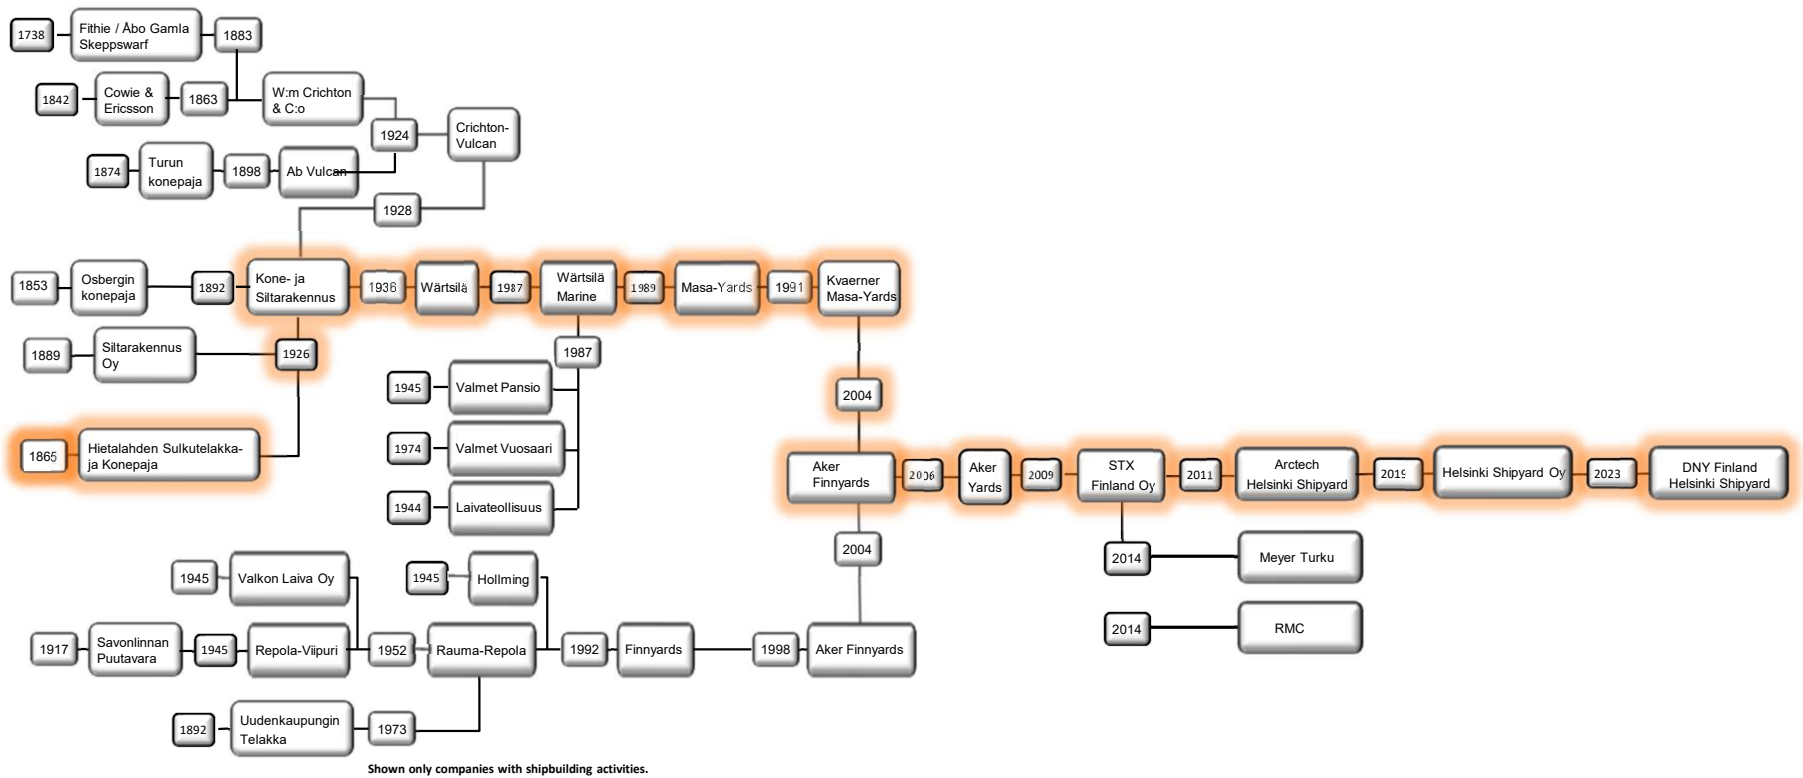 1738
Fithie / Åbo Gamla
Skeppswarf
1883
1842
Cowie &
Ericsson
1863
W:m Crichton
& C:o
1924
Crichton-
Vulcan
1874
Turun
konepaja
1898
Ab Vulcan
1928
1853
Osbergin
konepaja
1892
Kone- ja
Siltarakennus
1936
Wärtsilä
1987
Wärtsilä
Marine
1989
Masa-Yards
1991
Kvaerner
Masa-Yards
1889
Siltarakennus
Oy
1926
1987
1945
Valmet Pansio
2004
1865
Hietalahden Sulkutelakka-
ja Konepaja
1974
Valmet Vuosaari
1944
Laivateollisuus
Aker
Finnyards
2006
Aker
Yards
2009
STX
Finland Oy
2011
Arctech
Helsinki Shipyard
2019
Helsinki Shipyard Oy
2023
DNY Finland
Helsinki Shipyard
2004
2014
Meyer Turku
1945
Valkon Laiva Oy
1945
Hollming
2014
RMC
1917
Savonlinnan
Puutavara
1945
Repola-Viipuri
1952
Rauma-Repola
1992
Finnyards
1998
Aker Finnyards
1892
Uudenkaupungin
Telakka
1973
Shown only companies with shipbuilding activities.